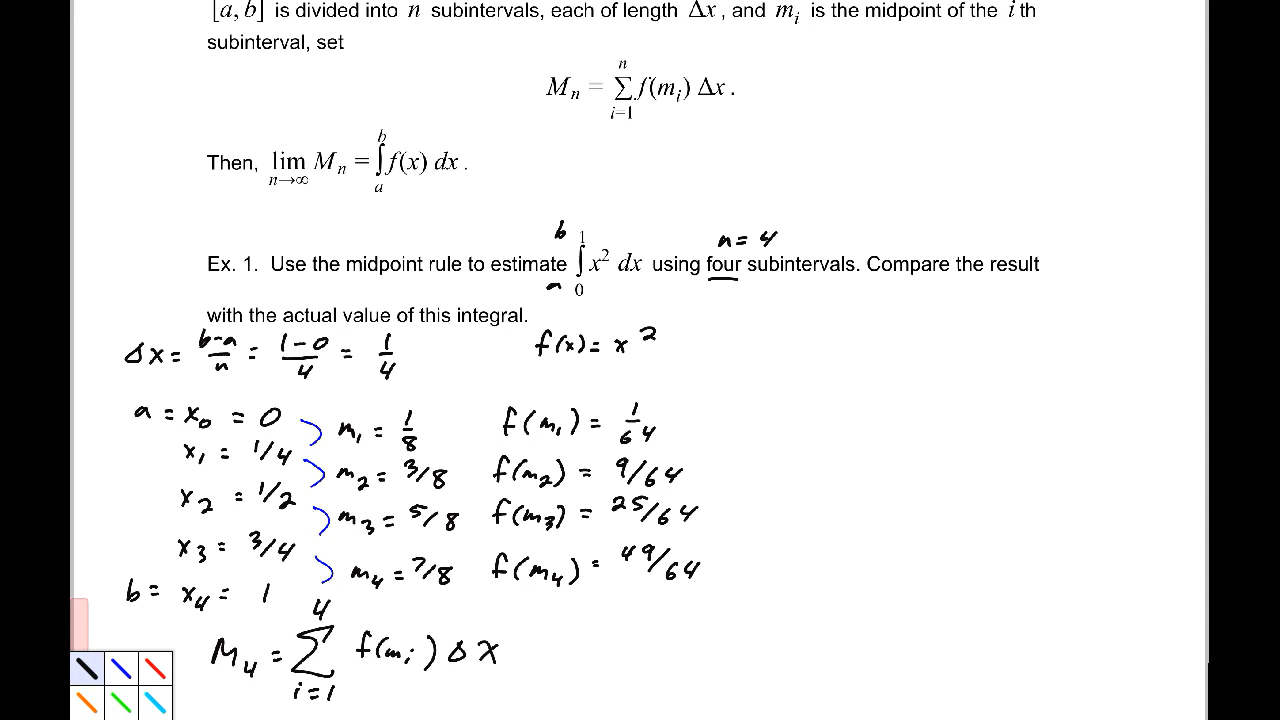 [a, b] is divided into n subintervals, each of length Δx, and mᵢ is the midpoint of the i th
subinterval, set
Mₙ = ∑ᵢ₌₁ⁿ f(mᵢ) Δx.
Then, lim n→∞ Mₙ = ∫ₐᵇ f(x) dx.
b n = 4
Ex. 1. Use the midpoint rule to estimate ∫₀¹ x² dx using four subintervals. Compare the result
a
with the actual value of this integral.
Δx = b-a/n = 1-0/4 = 1/4 f(x) = x²
a = x₀ = 0 m₁ = 1/8 f(m₁) = 1/64
x₁ = 1/4 m₂ = 3/8 f(m₂) = 9/64
x₂ = 1/2 m₃ = 5/8 f(m₃) = 25/64
x₃ = 3/4 m₄ = 7/8 f(m₄) = 49/64
b = x₄ = 1
M₄ = ∑ᵢ₌₁⁴ f(mᵢ) Δx